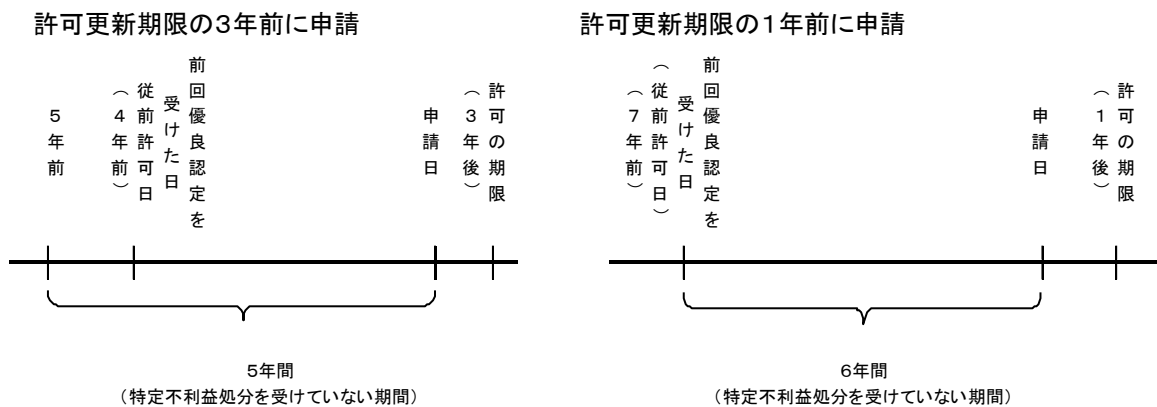 許可更新期限の3年前に申請
5年前
前回優良認定を
受けた日
従前許可日
（4年前）
申請日
許可の期限
（3年後）
5年間
（特定不利益処分を受けていない期間）
許可更新期限の1年前に申請
前回優良認定を
受けた日
（従前許可日）
（7年前）
申請日
許可の期限
（1年後）
6年間
（特定不利益処分を受けていない期間）